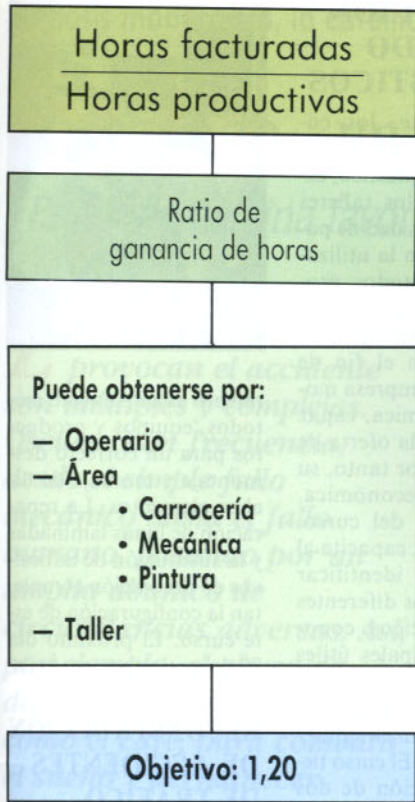 Horas facturadas
Horas productivas
Ratio de
ganancia de horas
Puede obtenerse por:
— Operario
— Área
• Carrocería
• Mecánica
• Pintura
— Taller
Objetivo: 1,20